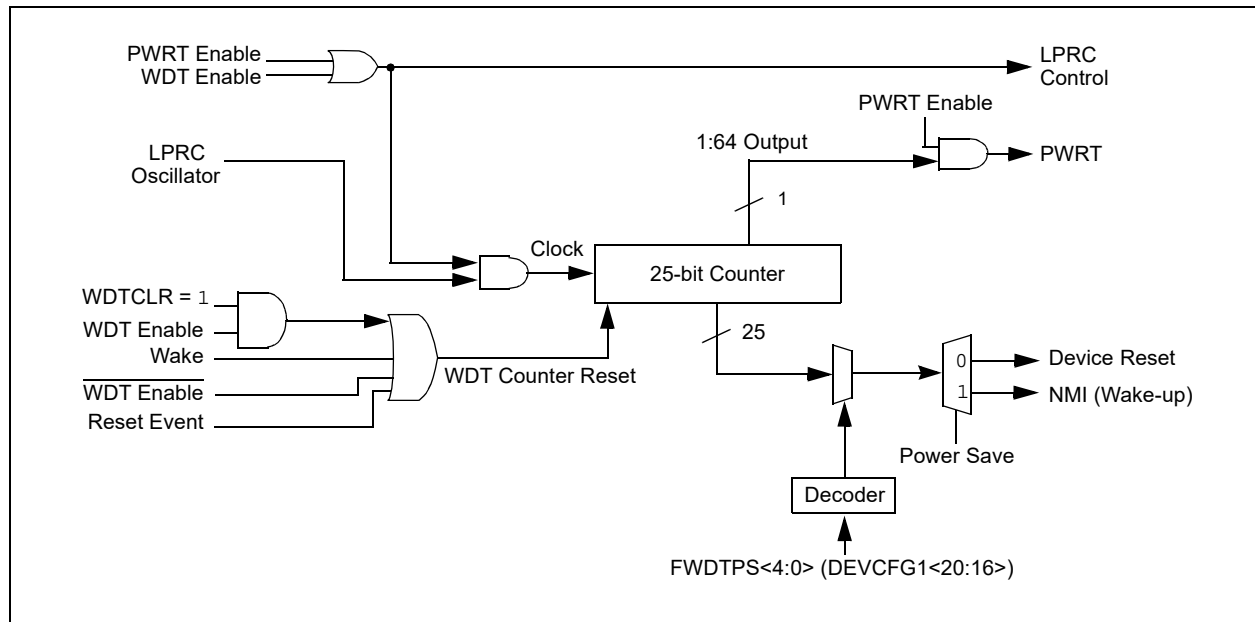 PWRT Enable
WDT Enable
LPRC
Control
PWRT Enable
1:64 Output
LPRC
Oscillator
PWRT
1
Clock
25-bit Counter
WDTCLR = 1
WDT Enable
25
Wake
WDT Enable
Reset Event
WDT Counter Reset
0
Device Reset
1
NMI (Wake-up)
Power Save
Decoder
FWDTPS<4:0> (DEVCFG1<20:16>)